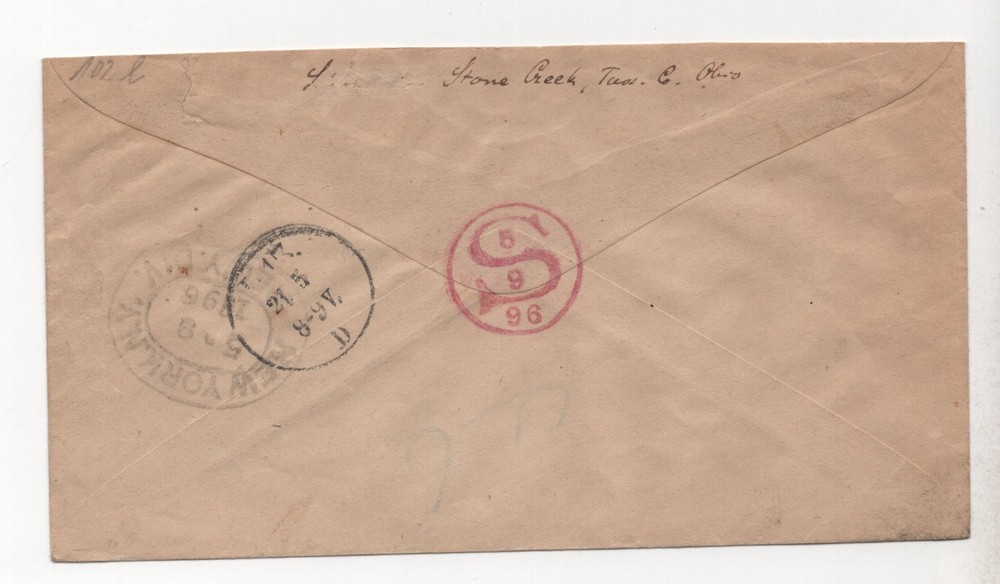 102
Stone Creek, Tus. C. Ohio
S
5
9
96
21 5
8-9V.
D
NEW YORK, N.Y.
5-9
96